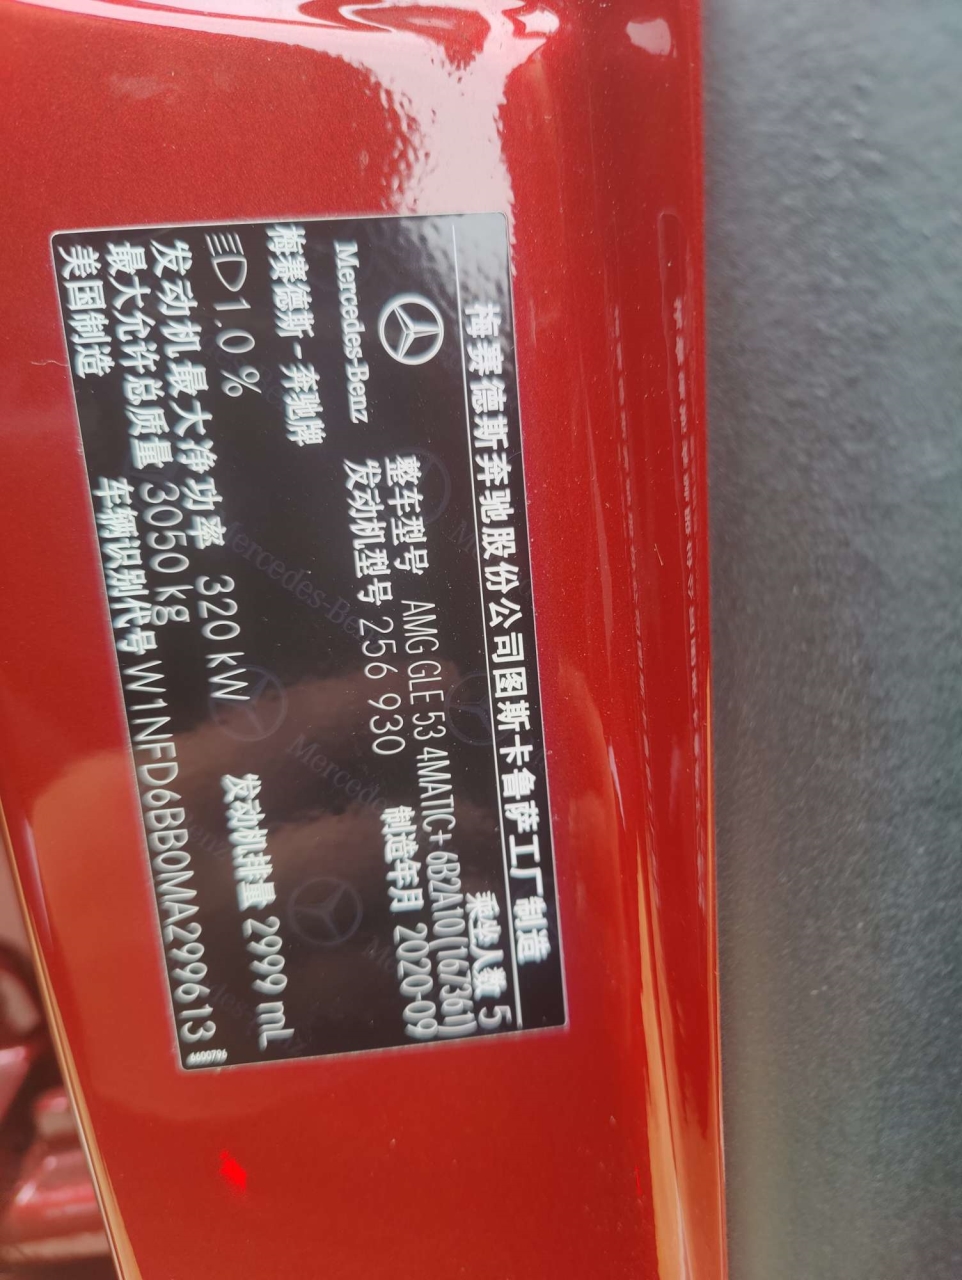 梅赛德斯奔驰股份公司图斯卡鲁萨工厂制造
乘坐人数 5
Mercedes-Benz
整车型号 AMG GLE 53 4MATIC+ 6B2A10(167361)
梅赛德斯-奔驰牌
发动机型号 256 930
制造年月 2020-09
1.0%
发动机最大净功率 320 kW
发动机排量 2999 mL
最大允许总质量 3050 kg
美国制造
车辆识别代号 W1NFD6BB0MA299613
6600796